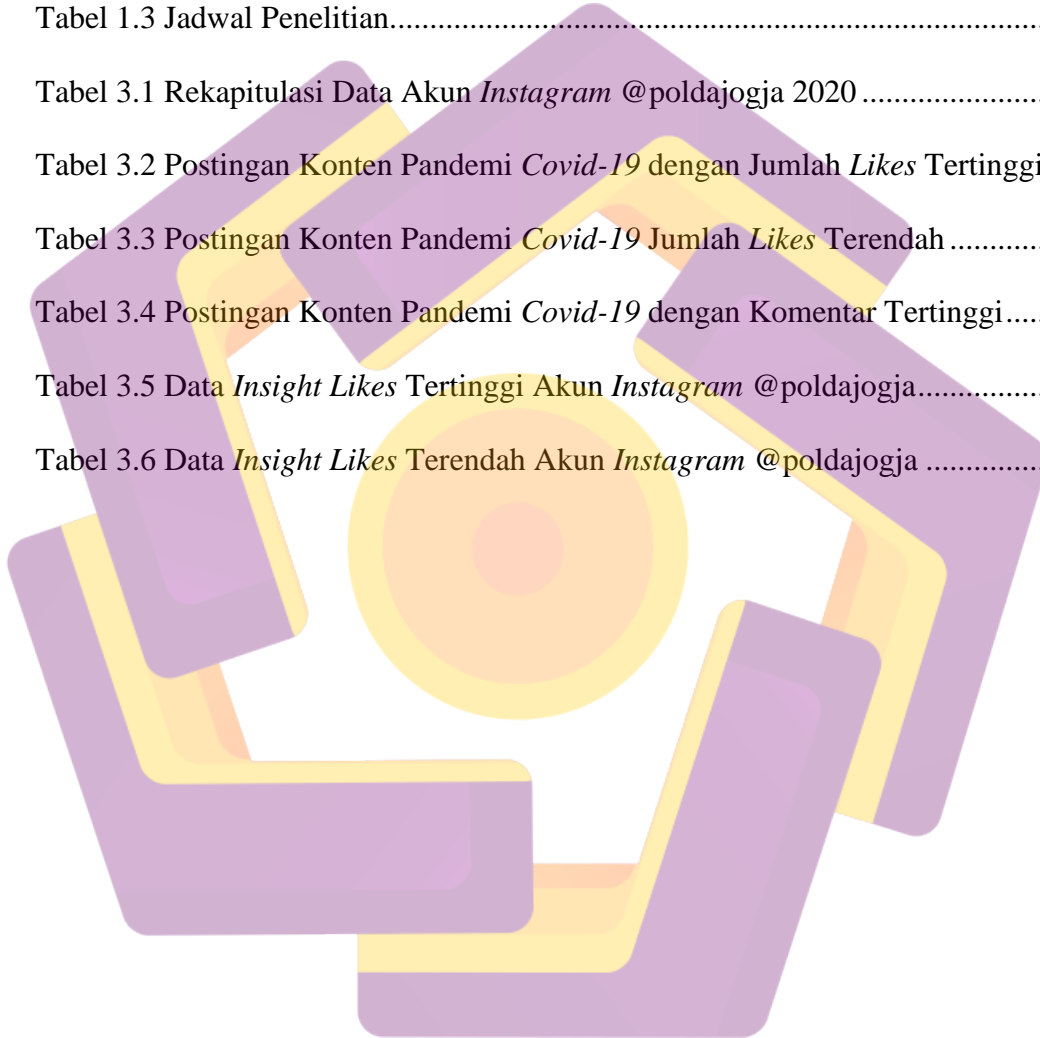 Tabel 1.3 Jadwal Penelitian......................................................................................
Tabel 3.1 Rekapitulasi Data Akun Instagram @poldajogja 2020 ......................
Tabel 3.2 Postingan Konten Pandemi Covid-19 dengan Jumlah Likes Tertinggi
Tabel 3.3 Postingan Konten Pandemi Covid-19 Jumlah Likes Terendah ...........
Tabel 3.4 Postingan Konten Pandemi Covid-19 dengan Komentar Tertinggi.....
Tabel 3.5 Data Insight Likes Tertinggi Akun Instagram @poldajogja...............
Tabel 3.6 Data Insight Likes Terendah Akun Instagram @poldajogja ..............